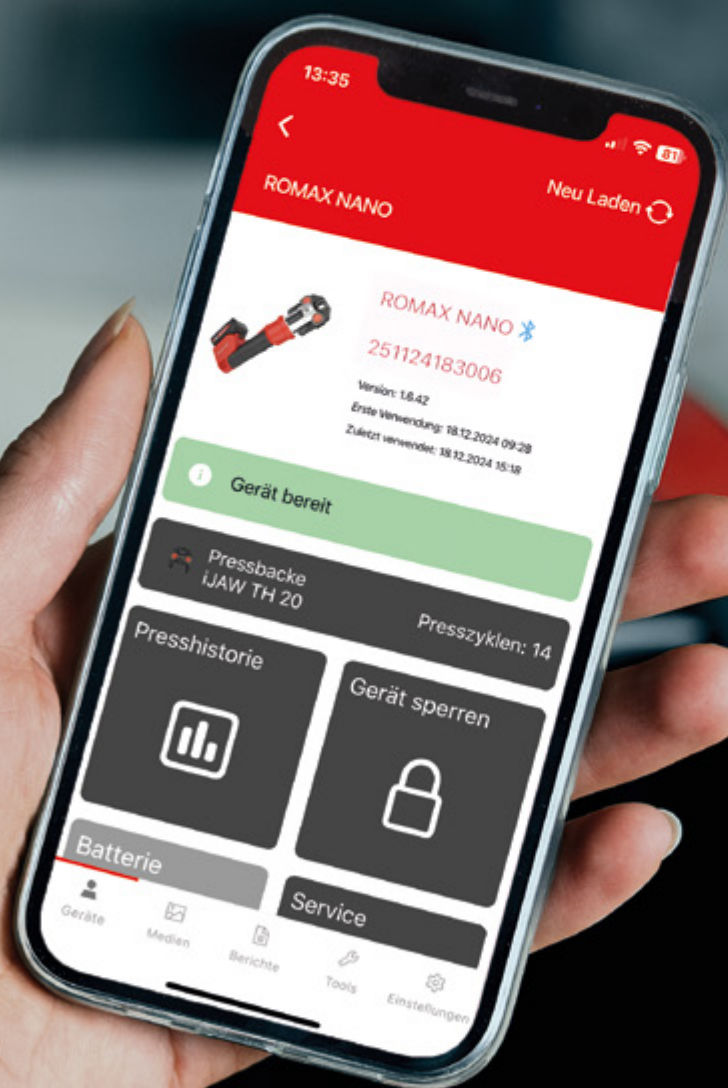 13:35
81
Neu Laden
ROMAX NANO
ROMAX NANO
251124183006
Version: 1.6.42
Erste Verwendung: 18.12.2024 09:28
Zuletzt verwendet: 18.12.2024 15:18
Gerät bereit
Pressbacke
iJAW TH 20
Presszyklen: 14
Presshistorie
Gerät sperren
Batterie
Service
Geräte
Medien
Berichte
Tools
Einstellungen